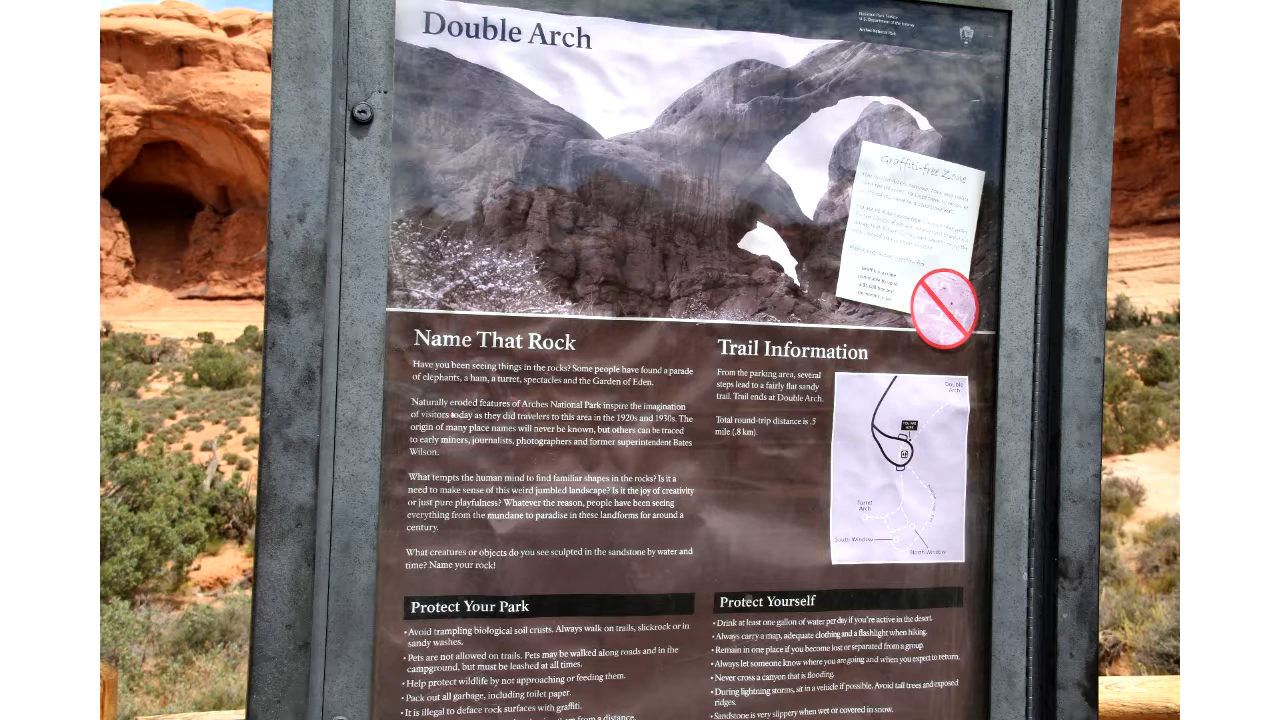 Double Arch
National Park Service
U.S. Department of the Interior
Arches National Park
Graffiti-free Zone
Name That Rock
Have you been seeing things in the rocks? Some people have found a parade
of elephants, a ham, a turret, spectacles and the Garden of Eden.
Naturally eroded features of Arches National Park inspire the imagination
of visitors today as they did travelers to this area in the 1920s and 1930s. The
origin of many place names will never be known, but others can be traced
to early miners, journalists, photographers and former superintendent Bates
Wilson.
What tempts the human mind to find familiar shapes in the rocks? Is it a
need to make sense of this weird jumbled landscape? Is it the joy of creativity
or just pure playfulness? Whatever the reason, people have been seeing
everything from the mundane to paradise in these landforms for around a
century.
What creatures or objects do you see sculpted in the sandstone by water and
time? Name your rock!
Trail Information
From the parking area, several
steps lead to a fairly flat sandy
trail. Trail ends at Double Arch.
Total round-trip distance is .5
mile (.8 km).
Double
Arch
YOU ARE
HERE
Turret
Arch
South Window
North Window
Protect Your Park
• Avoid trampling biological soil crusts. Always walk on trails, slickrock or in
sandy washes.
• Pets are not allowed on trails. Pets may be walked along roads and in the
campground, but must be leashed at all times.
• Help protect wildlife by not approaching or feeding them.
• Pack out all garbage, including toilet paper.
• It is illegal to deface rock surfaces with graffiti.
from a distance.
Protect Yourself
• Drink at least one gallon of water per day if you're active in the desert.
• Always carry a map, adequate clothing and a flashlight when hiking.
• Remain in one place if you become lost or separated from a group.
• Always let someone know where you are going and when you expect to return.
• Never cross a canyon that is flooding.
• During lightning storms, sit in a vehicle if possible. Avoid tall trees and exposed
ridges.
• Sandstone is very slippery when wet or covered in snow.